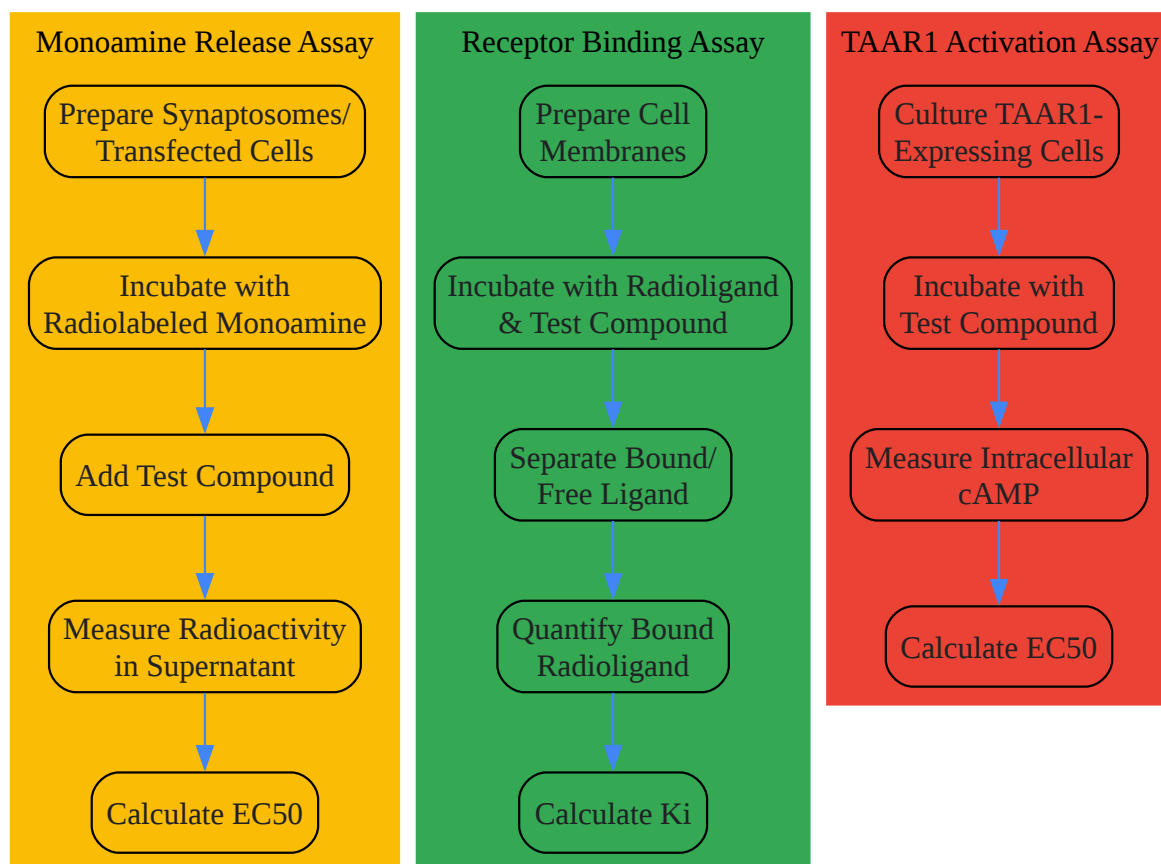 Monoamine Release Assay
Prepare Synaptosomes/
Transfected Cells
Incubate with
Radiolabeled Monoamine
Add Test Compound
Measure Radioactivity
in Supernatant
Calculate EC50
Receptor Binding Assay
Prepare Cell
Membranes
Incubate with Radioligand
& Test Compound
Separate Bound/
Free Ligand
Quantify Bound
Radioligand
Calculate Ki
TAAR1 Activation Assay
Culture TAAR1-
Expressing Cells
Incubate with
Test Compound
Measure Intracellular
cAMP
Calculate EC50